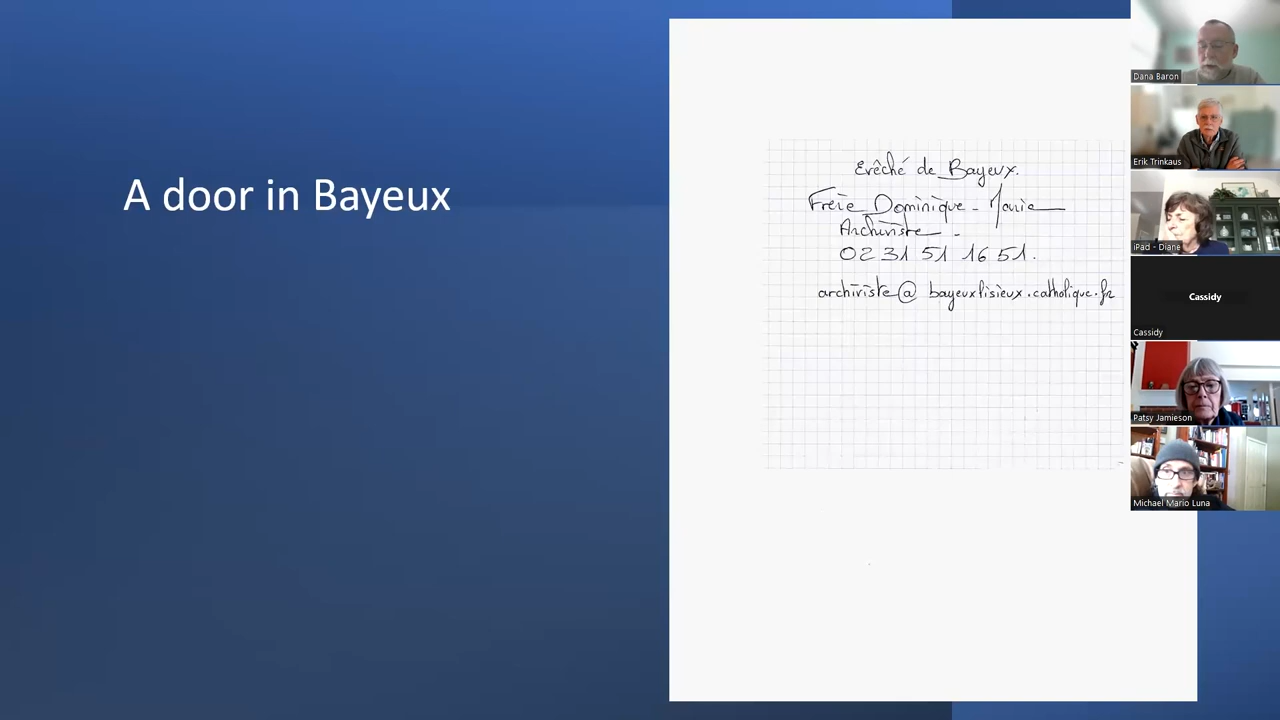 A door in Bayeux
Evêché de Bayeux.
Frère Dominique - Marie
Archiviste -
02 31 51 16 51.
archiviste@bayeuxlisieux.catholique.fr
Dana Baron
Erik Trinkaus
iPad - Diane
Cassidy
Cassidy
Patsy Jamieson
Michael Mario Luna